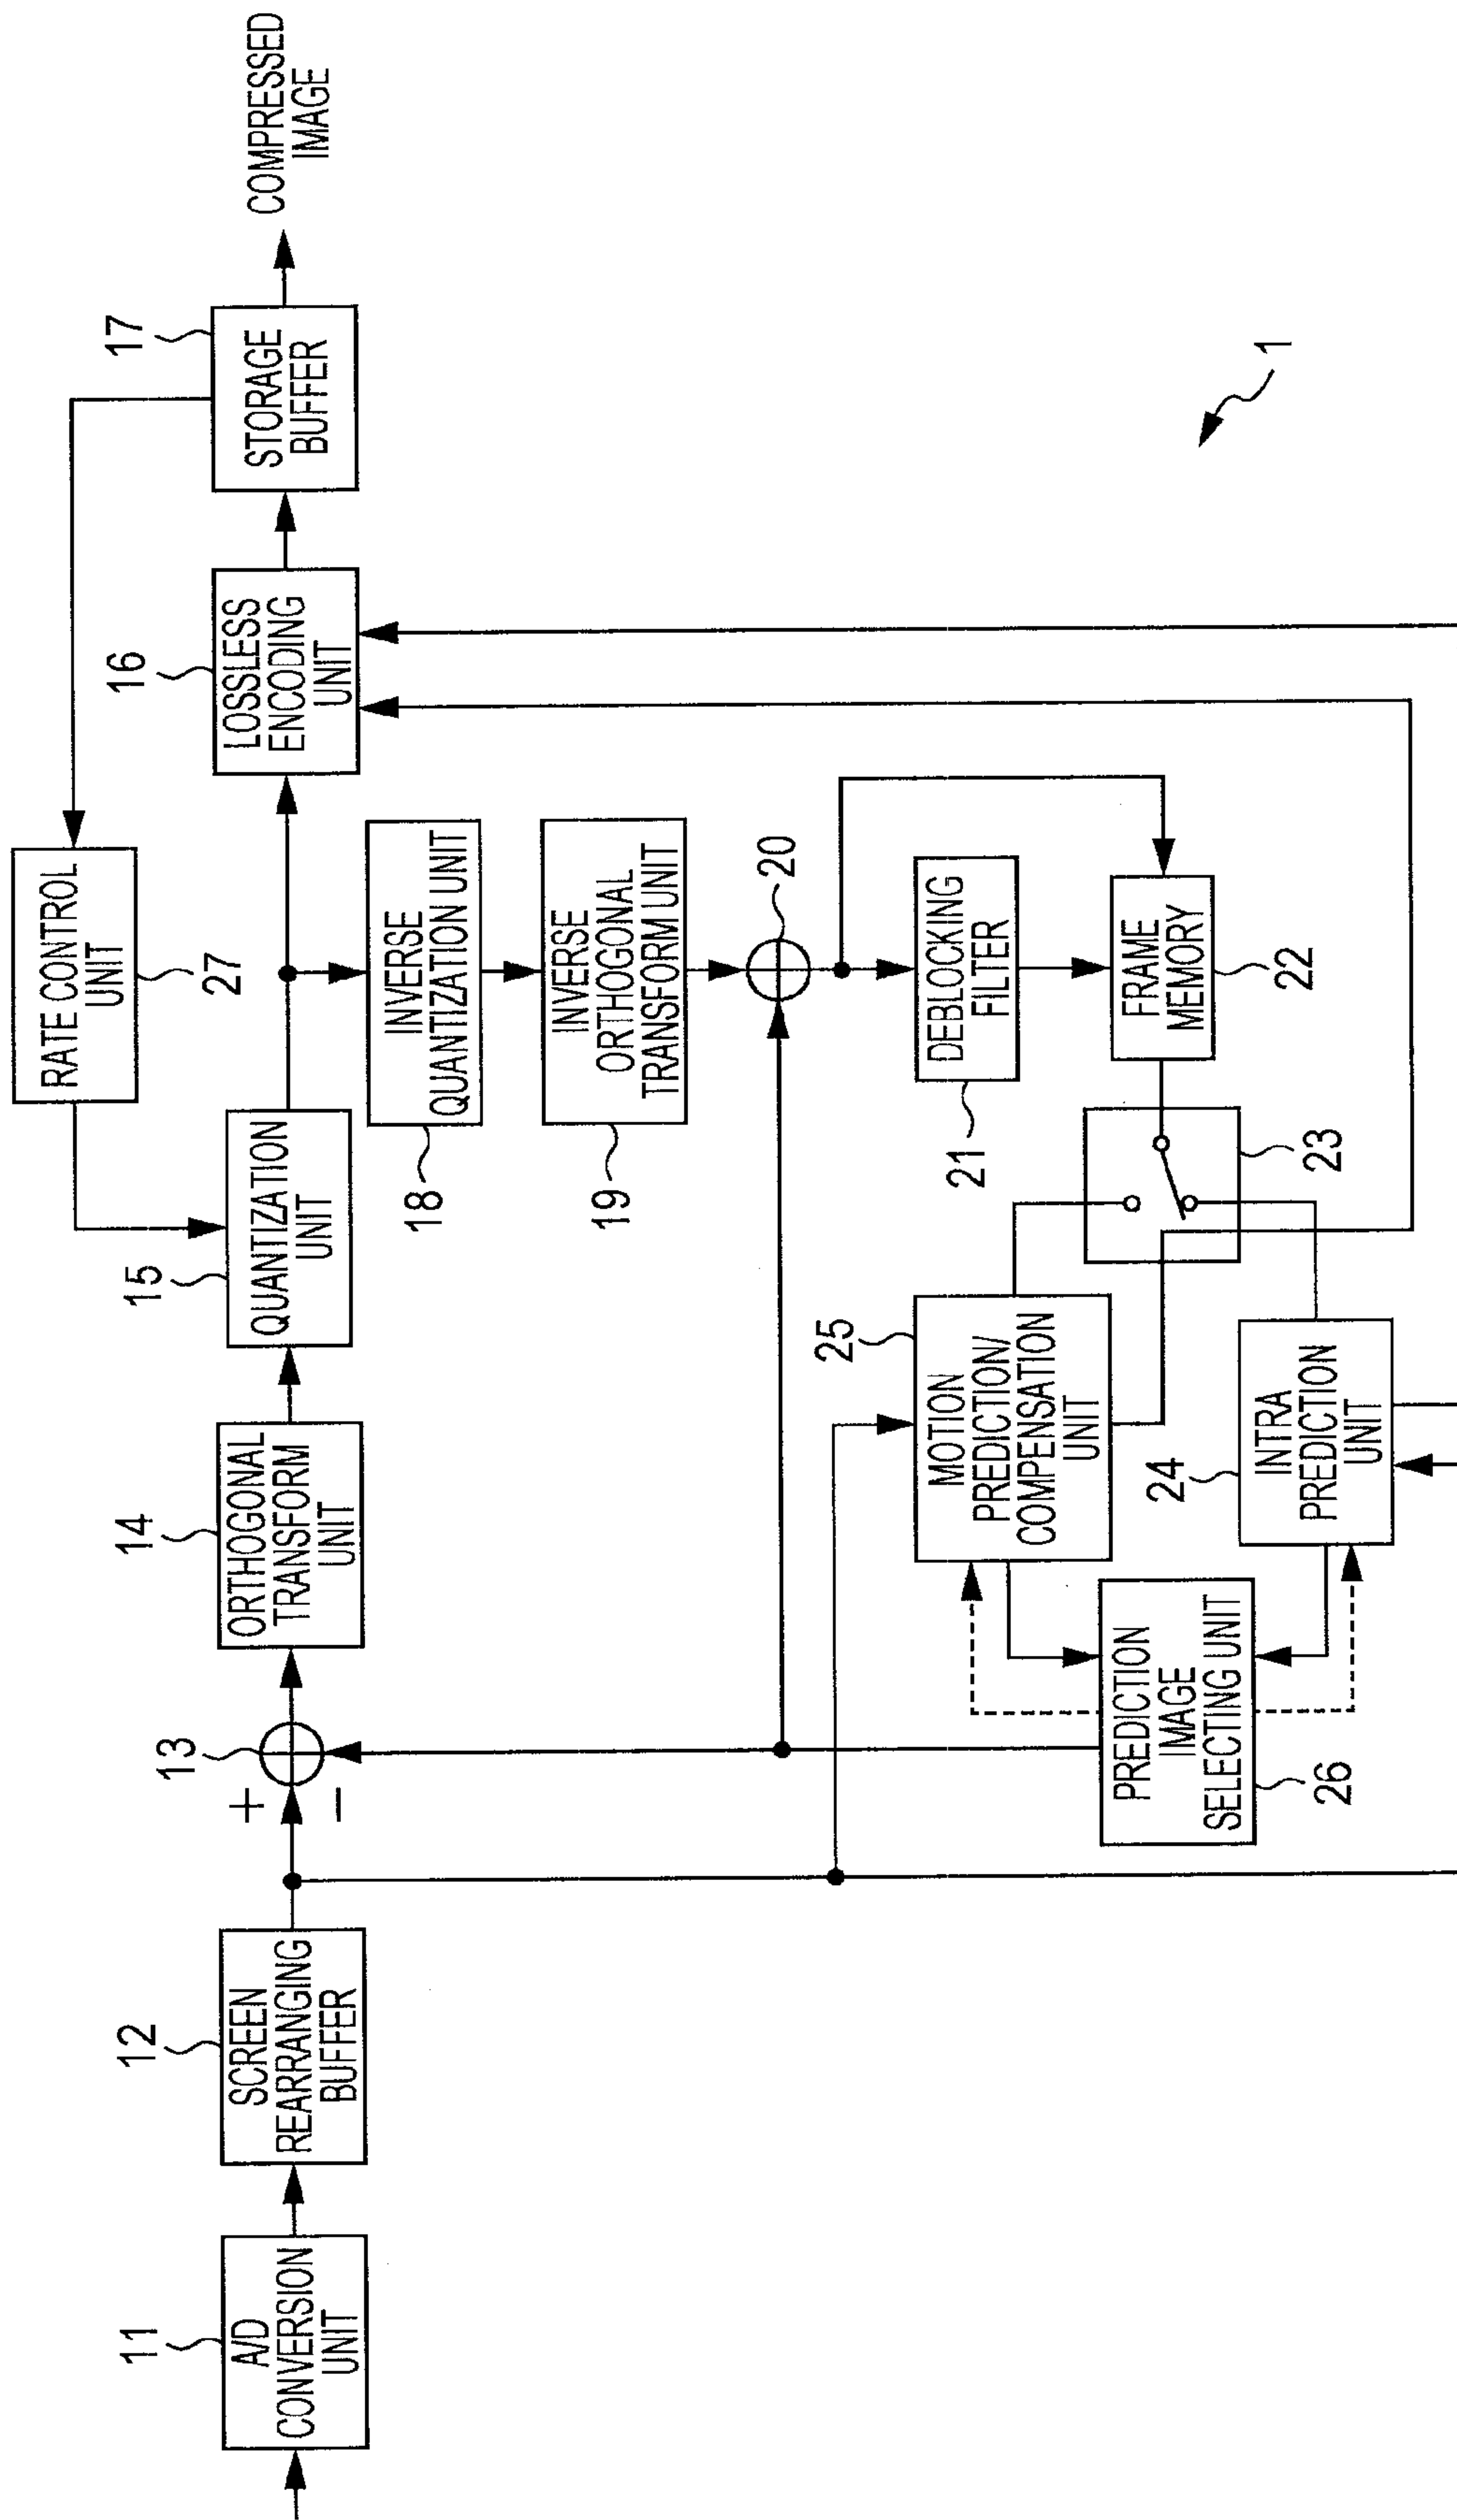 11
A/D
CONVERSION
UNIT
12
SCREEN
REARRANGING
BUFFER
13
+
−
14
ORTHOGONAL
TRANSFORM
UNIT
15
QUANTIZATION
UNIT
RATE CONTROL
UNIT
27
16
LOSSLESS
ENCODING
UNIT
17
STORAGE
BUFFER
COMPRESSED
IMAGE
INVERSE
QUANTIZATION UNIT
18
INVERSE
ORTHOGONAL
TRANSFORM UNIT
19
20
DEBLOCKING
FILTER
21
FRAME
MEMORY
22
23
25
MOTION
PREDICTION/
COMPENSATION
UNIT
24
INTRA
PREDICTION
UNIT
PREDICTION
IMAGE
SELECTING UNIT
26
1